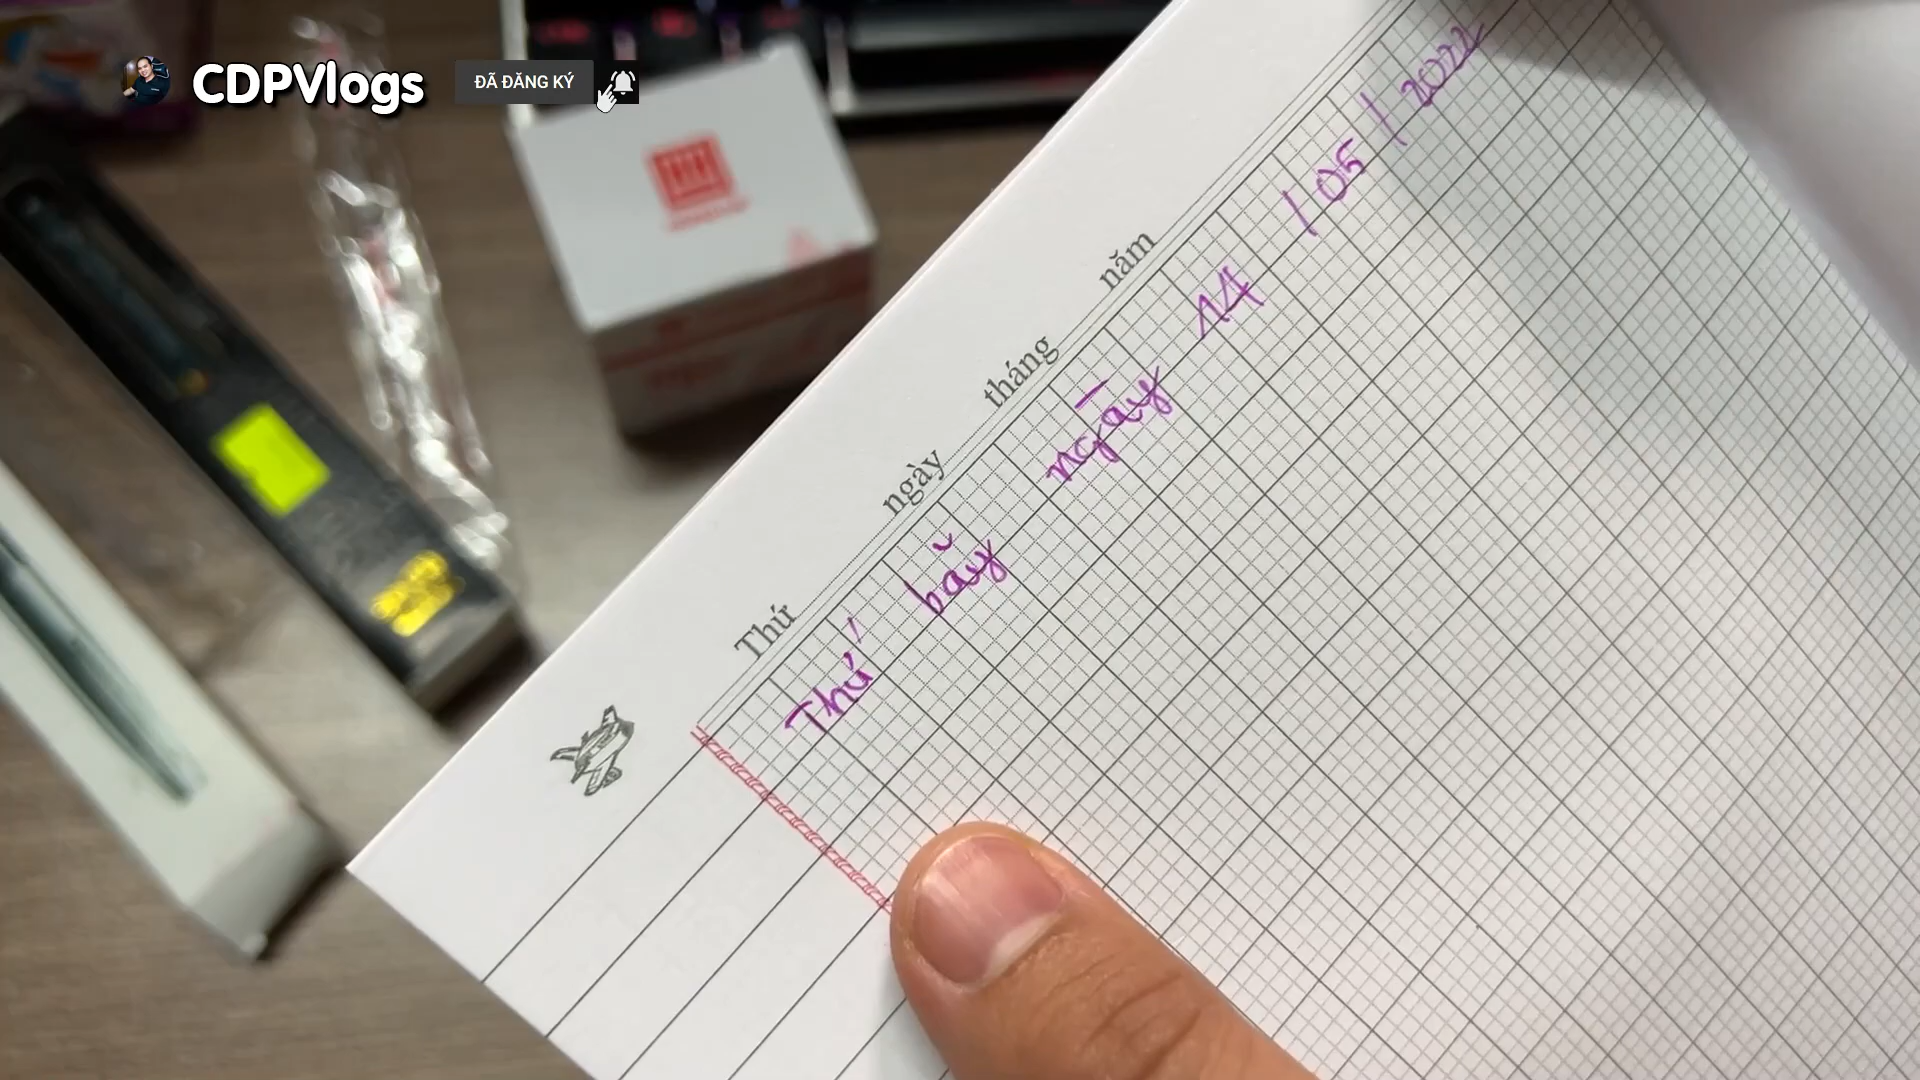 CDPVlogs
ĐÃ ĐĂNG KÝ
Thứ ngày tháng năm
Thứ bảy ngày 14 / 05 / 2022